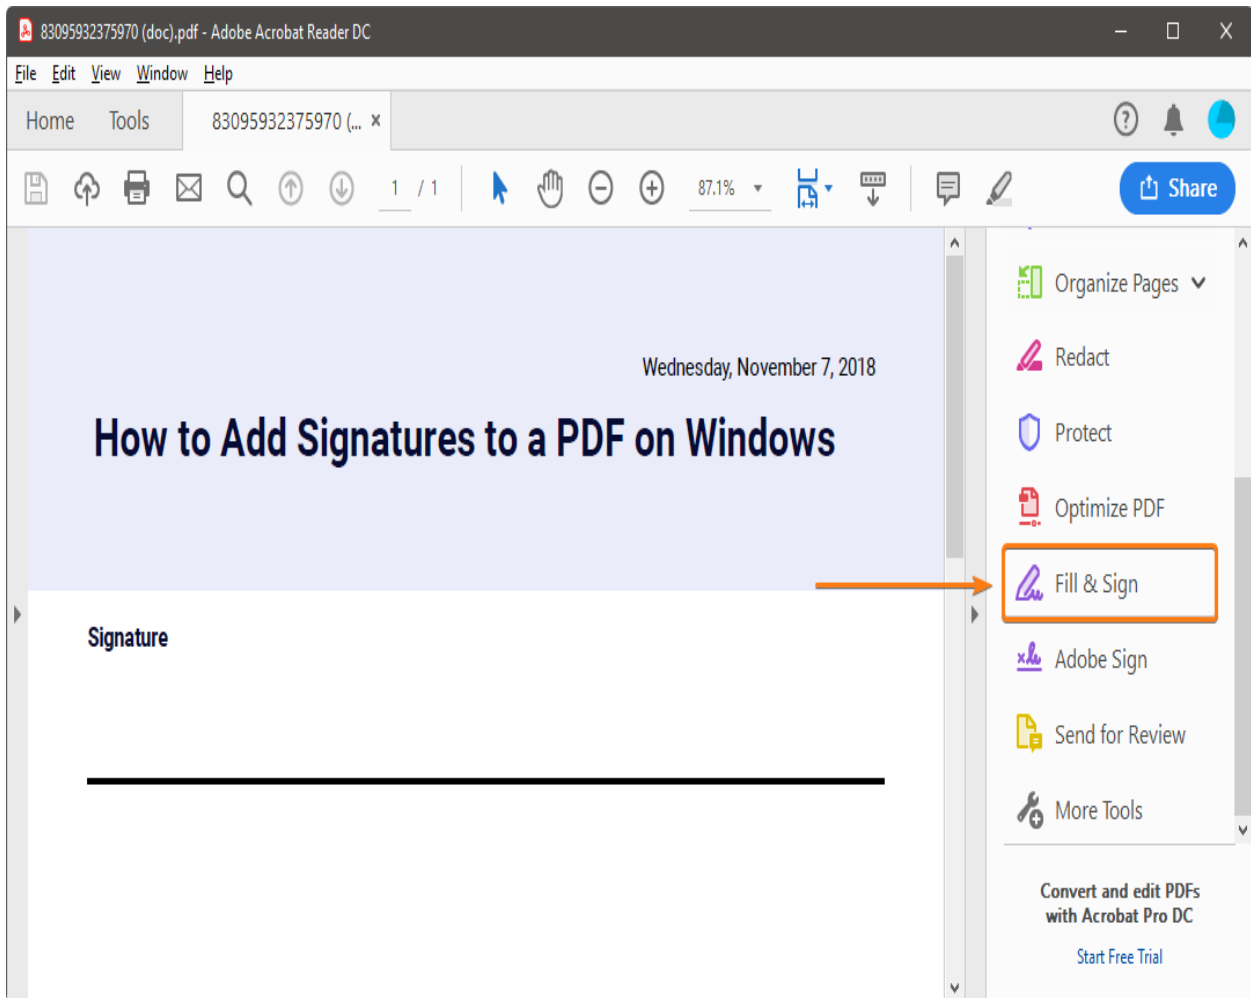 83095932375970 (doc).pdf - Adobe Acrobat Reader DC
File Edit View Window Help
Home Tools 83095932375970 (... ×
1 / 1 87.1% Share
Organize Pages
Wednesday, November 7, 2018
Redact
How to Add Signatures to a PDF on Windows
Protect
Optimize PDF
Fill & Sign
Signature
Adobe Sign
Send for Review
More Tools
Convert and edit PDFs
with Acrobat Pro DC
Start Free Trial